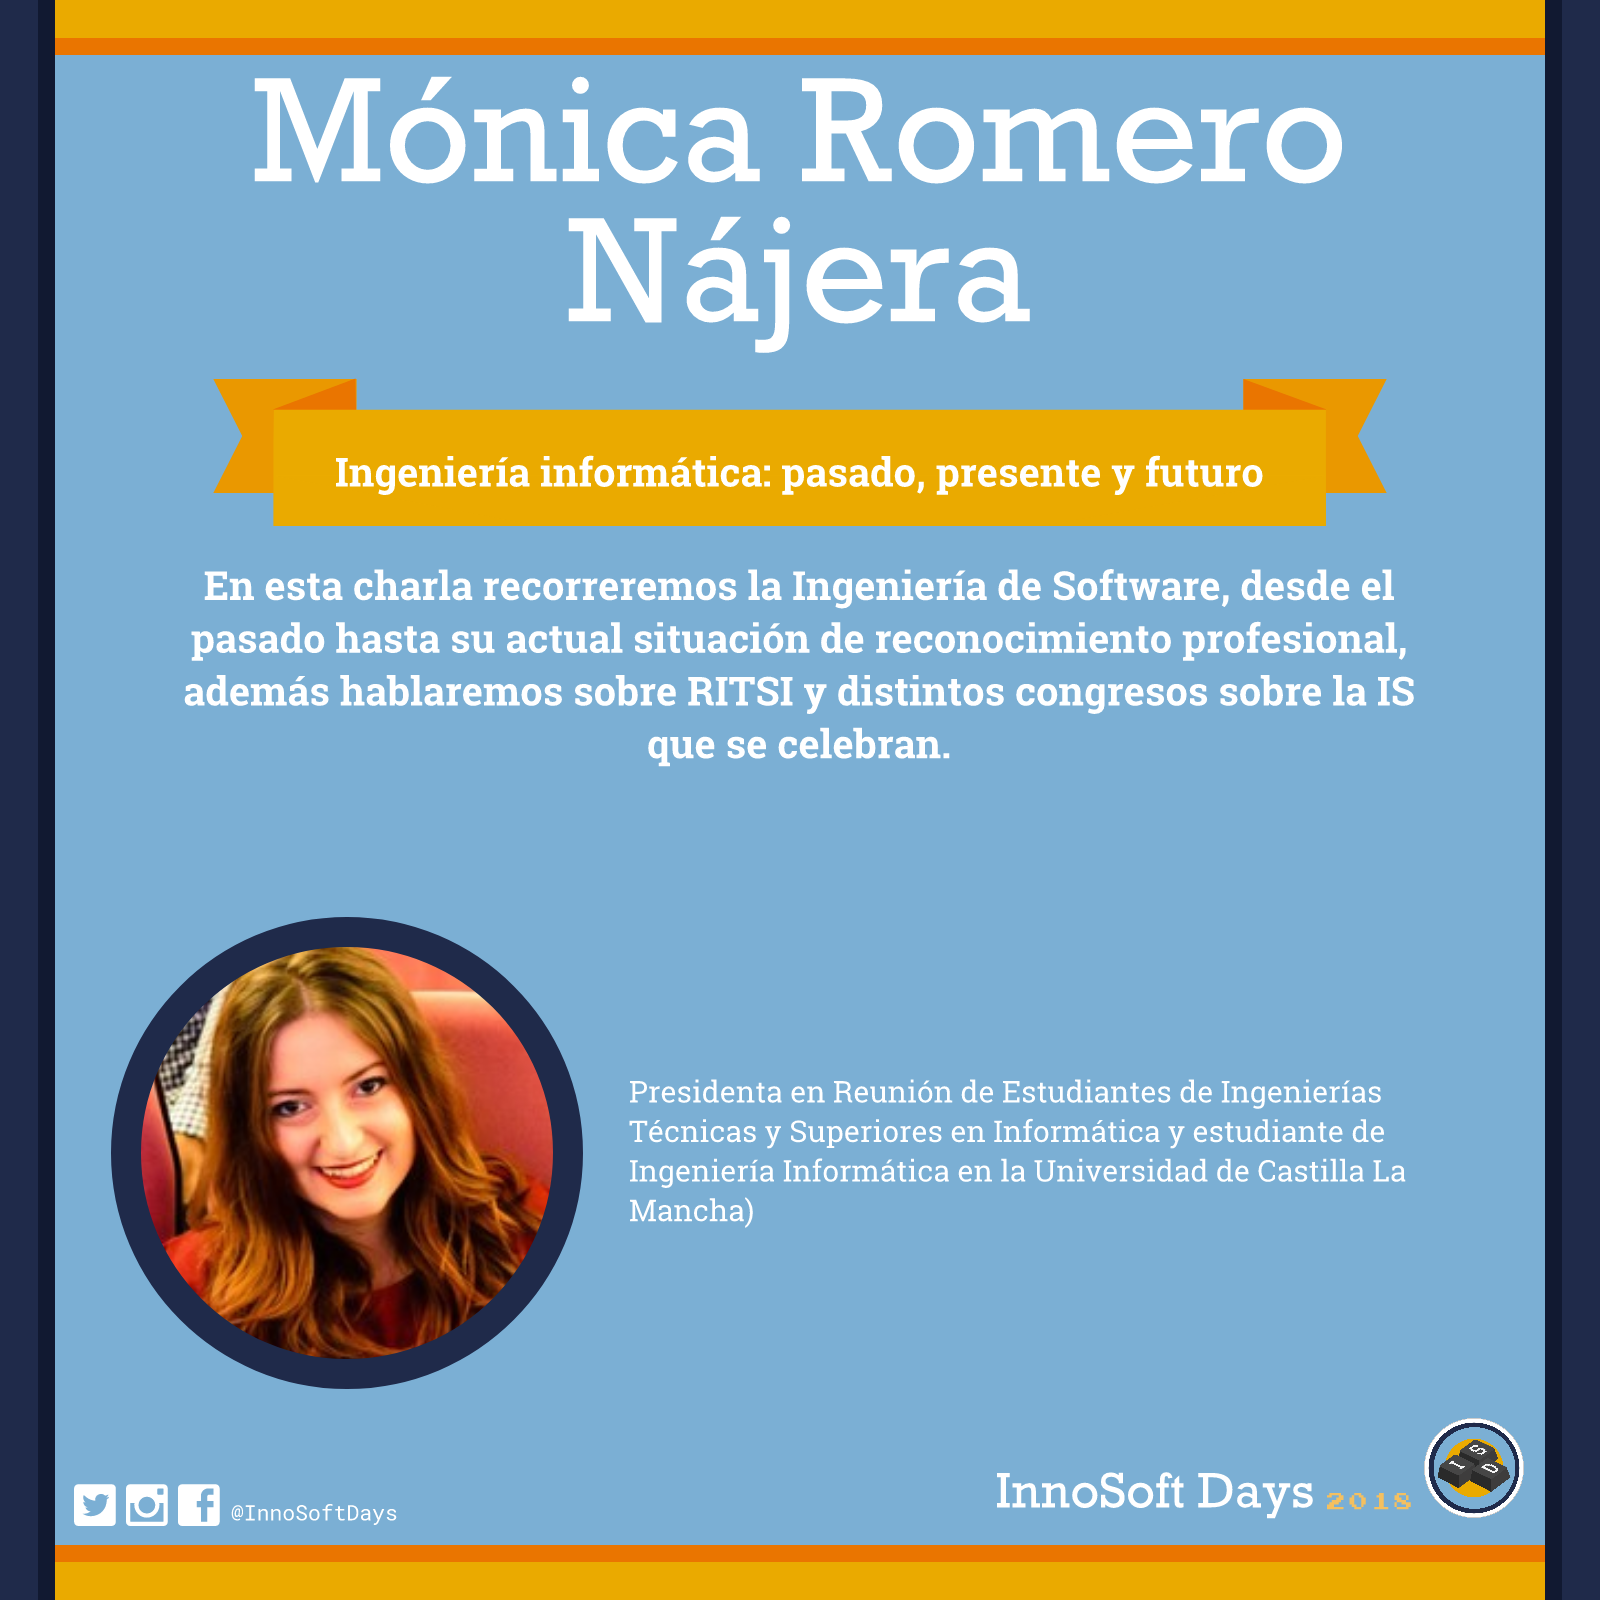 Mónica Romero
Nájera
Ingeniería informática: pasado, presente y futuro
En esta charla recorreremos la Ingeniería de Software, desde el
pasado hasta su actual situación de reconocimiento profesional,
además hablaremos sobre RITSI y distintos congresos sobre la IS
que se celebran.
Presidenta en Reunión de Estudiantes de Ingenierías
Técnicas y Superiores en Informática y estudiante de
Ingeniería Informática en la Universidad de Castilla La
Mancha)
@InnoSoftDays
InnoSoft Days 2018
I S D